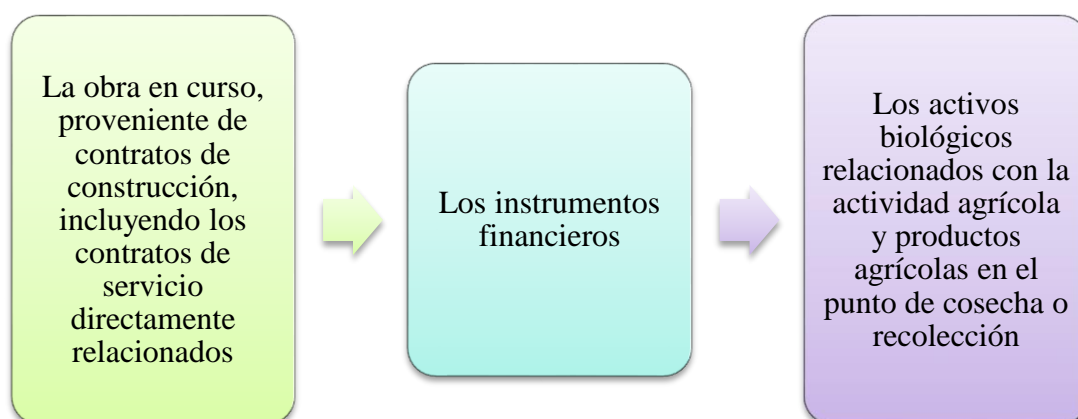 La obra en curso,
proveniente de
contratos de
construcción,
incluyendo los
contratos de
servicio
directamente
relacionados
Los instrumentos
financieros
Los activos
biológicos
relacionados con la
actividad agrícola
y productos
agrícolas en el
punto de cosecha o
recolección